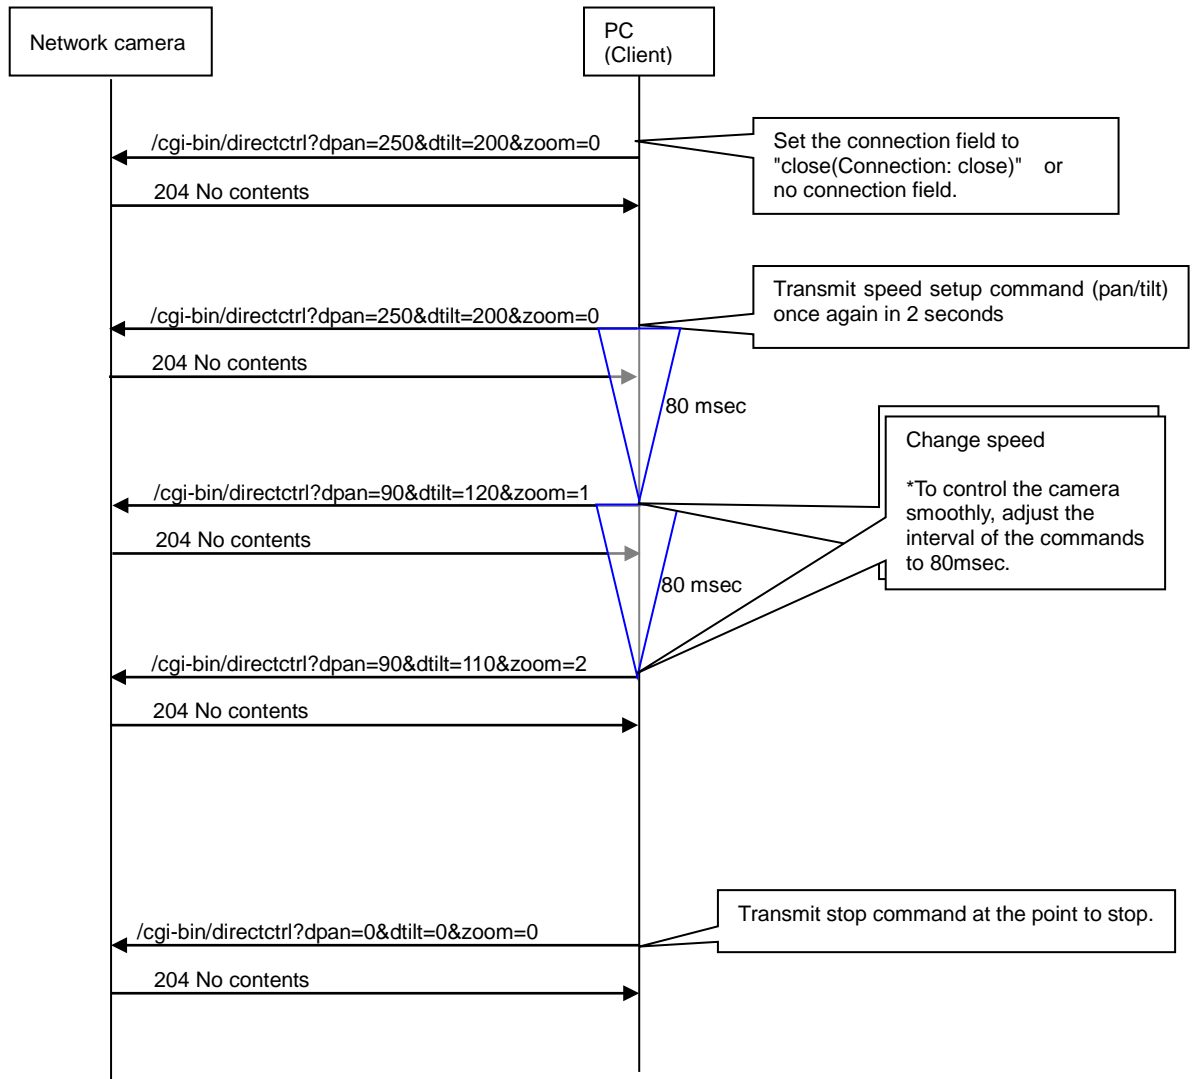 Network camera
PC
(Client)
/cgi-bin/directctrl?dpan=250&dtilt=200&zoom=0
Set the connection field to
"close(Connection: close)" or
no connection field.
204 No contents
Transmit speed setup command (pan/tilt)
once again in 2 seconds
/cgi-bin/directctrl?dpan=250&dtilt=200&zoom=0
204 No contents
80 msec
Change speed
*To control the camera
smoothly, adjust the
interval of the commands
to 80msec.
/cgi-bin/directctrl?dpan=90&dtilt=120&zoom=1
204 No contents
80 msec
/cgi-bin/directctrl?dpan=90&dtilt=110&zoom=2
204 No contents
Transmit stop command at the point to stop.
/cgi-bin/directctrl?dpan=0&dtilt=0&zoom=0
204 No contents